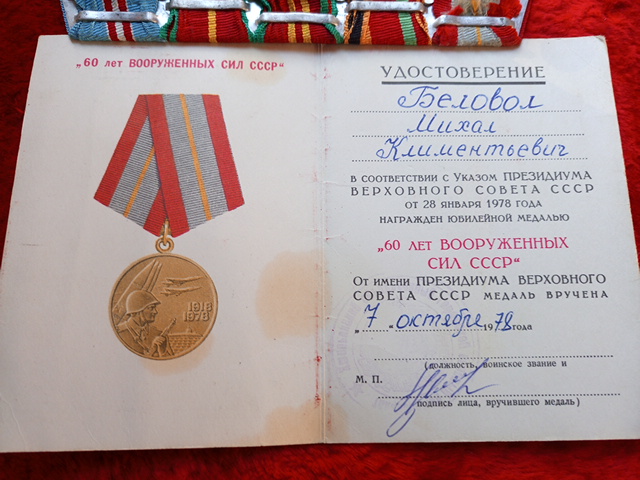 „60 лет ВООРУЖЕННЫХ СИЛ СССР“
1918
1978
УДОСТОВЕРЕНИЕ
Беловол
Михал
Климентьевич
в соответствии с Указом ПРЕЗИДИУМА
ВЕРХОВНОГО СОВЕТА СССР
от 28 января 1978 года
награжден юбилейной медалью
„60 лет ВООРУЖЕННЫХ
СИЛ СССР“
От имени ПРЕЗИДИУМА ВЕРХОВНОГО
СОВЕТА СССР медаль вручена
„7 октябре 1978 года
(должность, воинское звание и
М. П.
подпись лица, вручившего медаль)